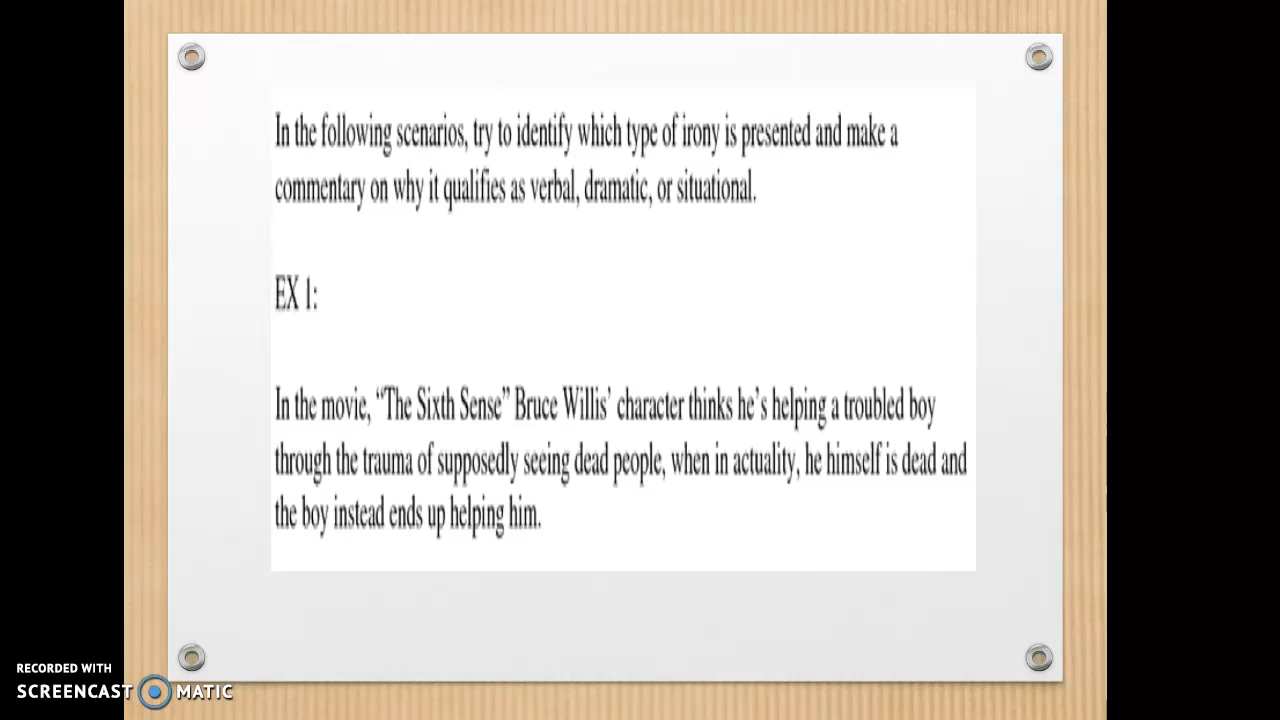 In the following scenarios, try to identify which type of irony is presented and make a
commentary on why it qualifies as verbal, dramatic, or situational.
EX 1:
In the movie, “The Sixth Sense” Bruce Willis’ character thinks he’s helping a troubled boy
through the trauma of supposedly seeing dead people, when in actuality, he himself is dead and
the boy instead ends up helping him.
RECORDED WITH
SCREENCAST MATIC